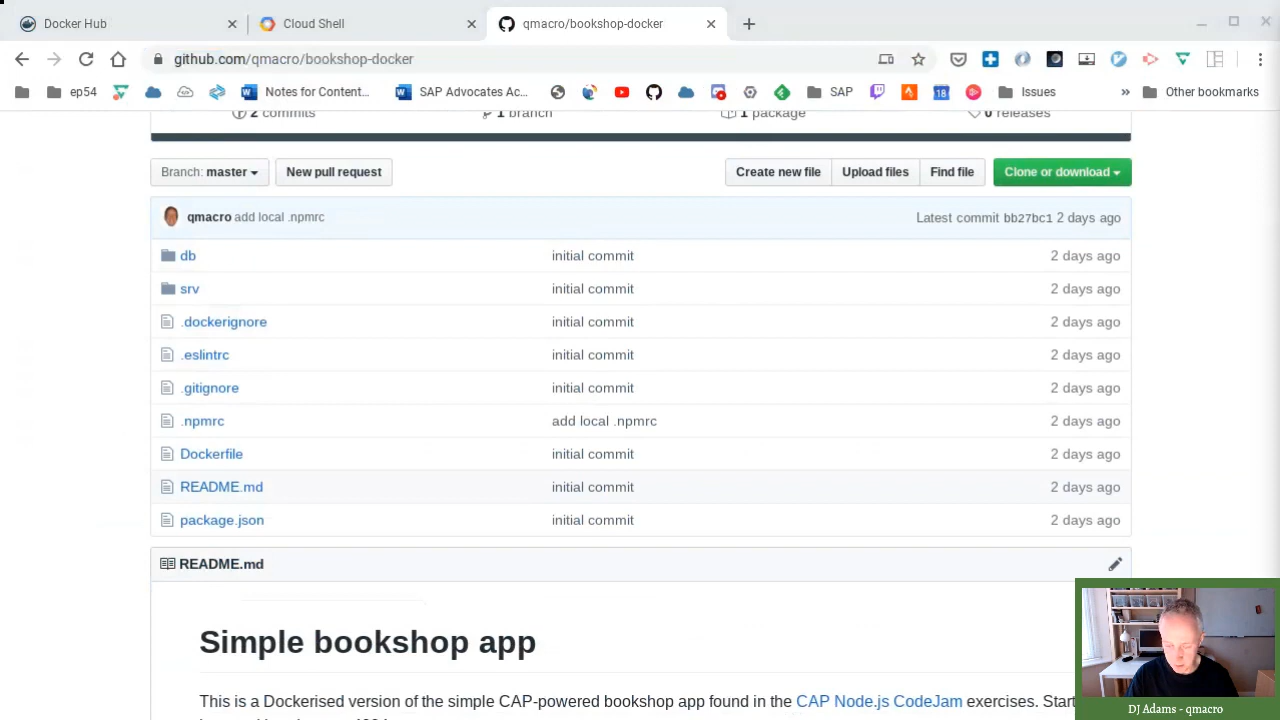 Docker Hub
Cloud Shell
qmacro/bookshop-docker
github.com/qmacro/bookshop-docker
ep54
Notes for Content...
SAP Advocates Ac...
SAP
18
Issues
Other bookmarks
2 commits
1 branch
1 package
0 releases
Branch: master
New pull request
Create new file
Upload files
Find file
Clone or download
qmacro add local .npmrc
Latest commit bb27bc1 2 days ago
db initial commit 2 days ago
srv initial commit 2 days ago
.dockerignore initial commit 2 days ago
.eslintrc initial commit 2 days ago
.gitignore initial commit 2 days ago
.npmrc add local .npmrc 2 days ago
Dockerfile initial commit 2 days ago
README.md initial commit 2 days ago
package.json initial commit 2 days ago
README.md
Simple bookshop app
This is a Dockerised version of the simple CAP-powered bookshop app found in the CAP Node.js CodeJam exercises. Start
DJ Adams - qmacro